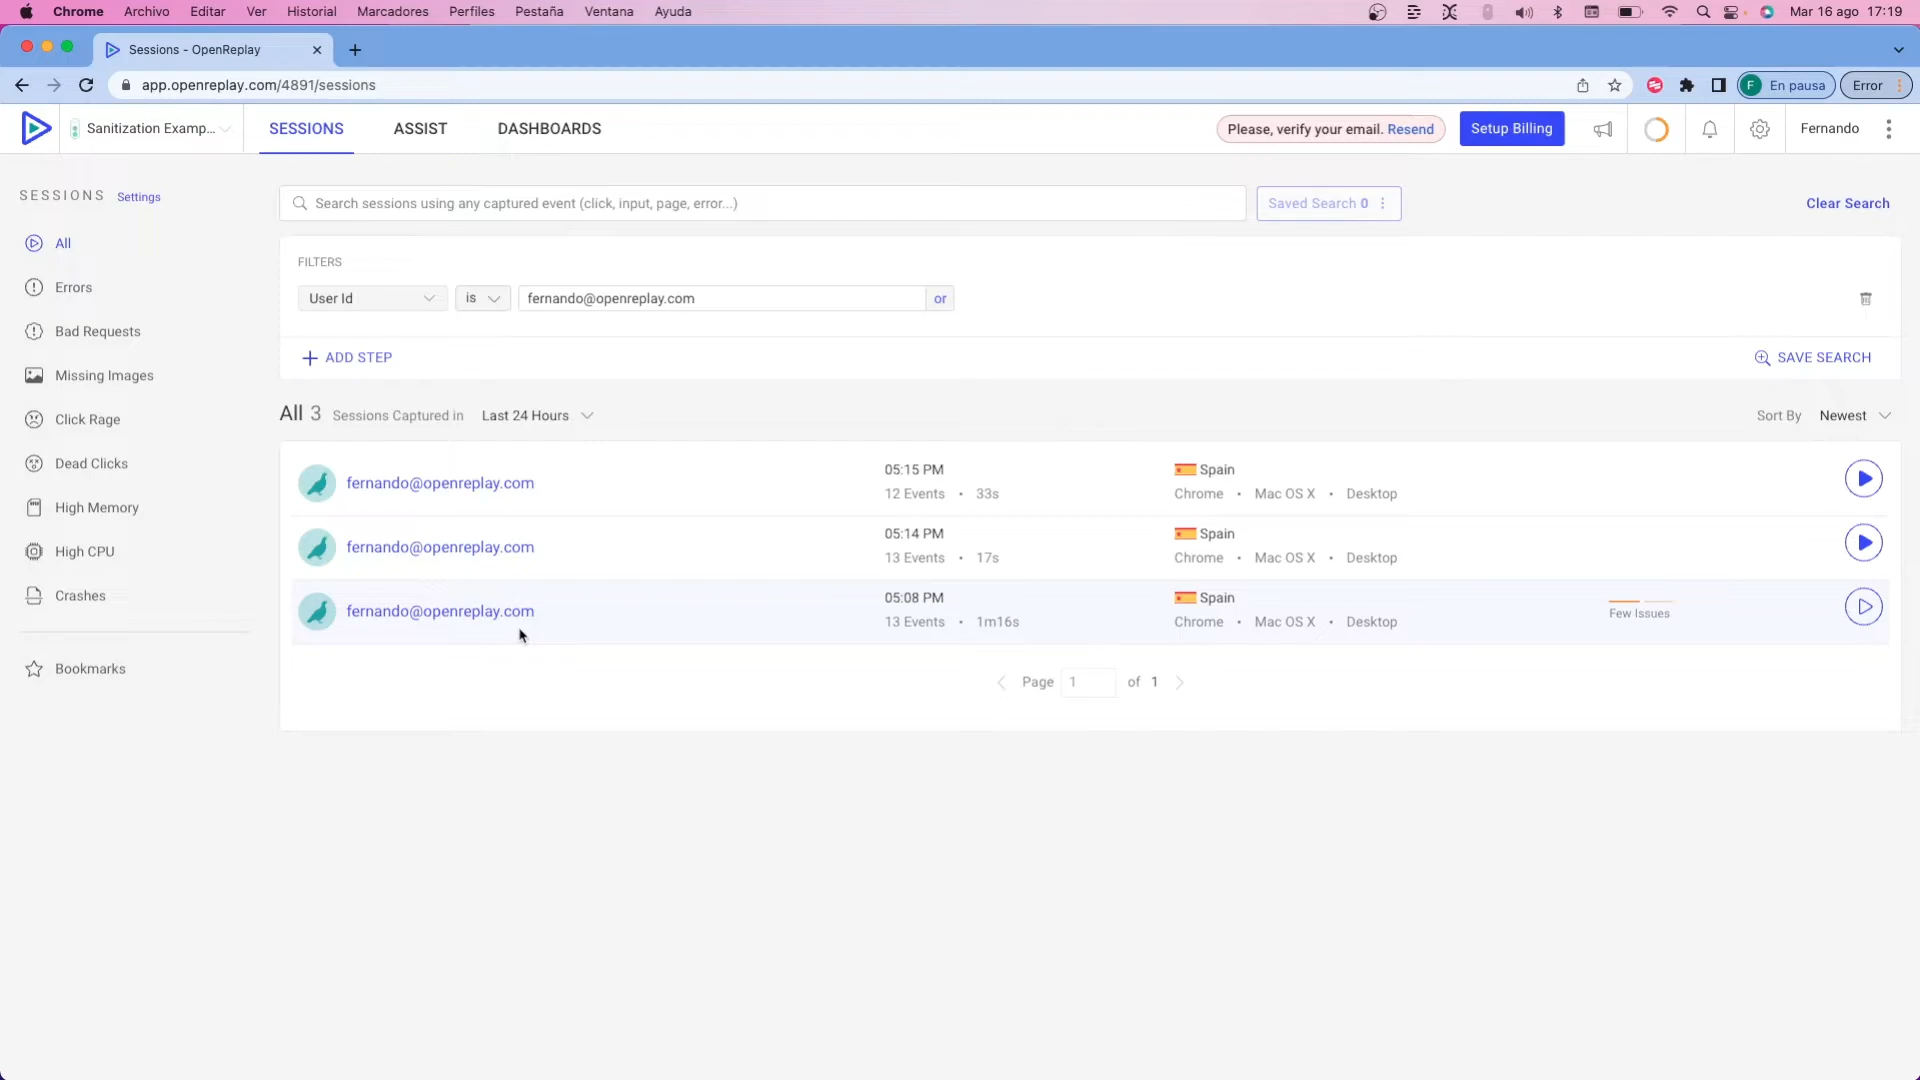 Chrome Archivo Editar Ver Historial Marcadores Perfiles Pestaña Ventana Ayuda Mar 16 ago 17:19
Sessions - OpenReplay
app.openreplay.com/4891/sessions F En pausa Error
Sanitization Examp... SESSIONS ASSIST DASHBOARDS Please, verify your email. Resend Setup Billing Fernando
SESSIONS Settings
Search sessions using any captured event (click, input, page, error...) Saved Search 0 Clear Search
All
Errors
Bad Requests
Missing Images
Click Rage
Dead Clicks
High Memory
High CPU
Crashes
Bookmarks
FILTERS
User Id is fernando@openreplay.com or
ADD STEP SAVE SEARCH
All 3 Sessions Captured in Last 24 Hours Sort By Newest
fernando@openreplay.com 05:15 PM Spain
12 Events • 33s Chrome • Mac OS X • Desktop
fernando@openreplay.com 05:14 PM Spain
13 Events • 17s Chrome • Mac OS X • Desktop
fernando@openreplay.com 05:08 PM Spain Few Issues
13 Events • 1m16s Chrome • Mac OS X • Desktop
Page 1 of 1